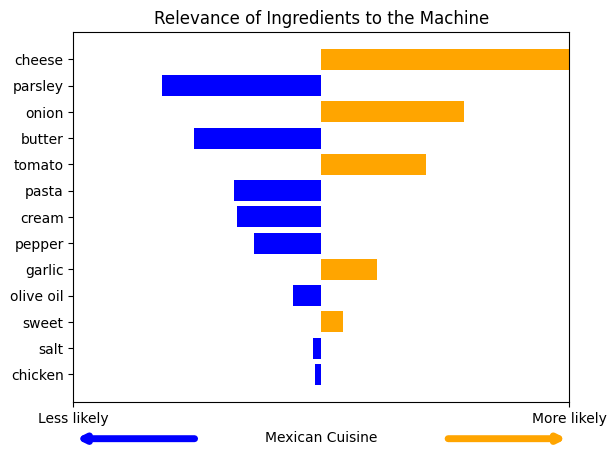 Relevance of Ingredients to the Machine
cheese
parsley
onion
butter
tomato
pasta
cream
pepper
garlic
olive oil
sweet
salt
chicken
Less likely
More likely
Mexican Cuisine